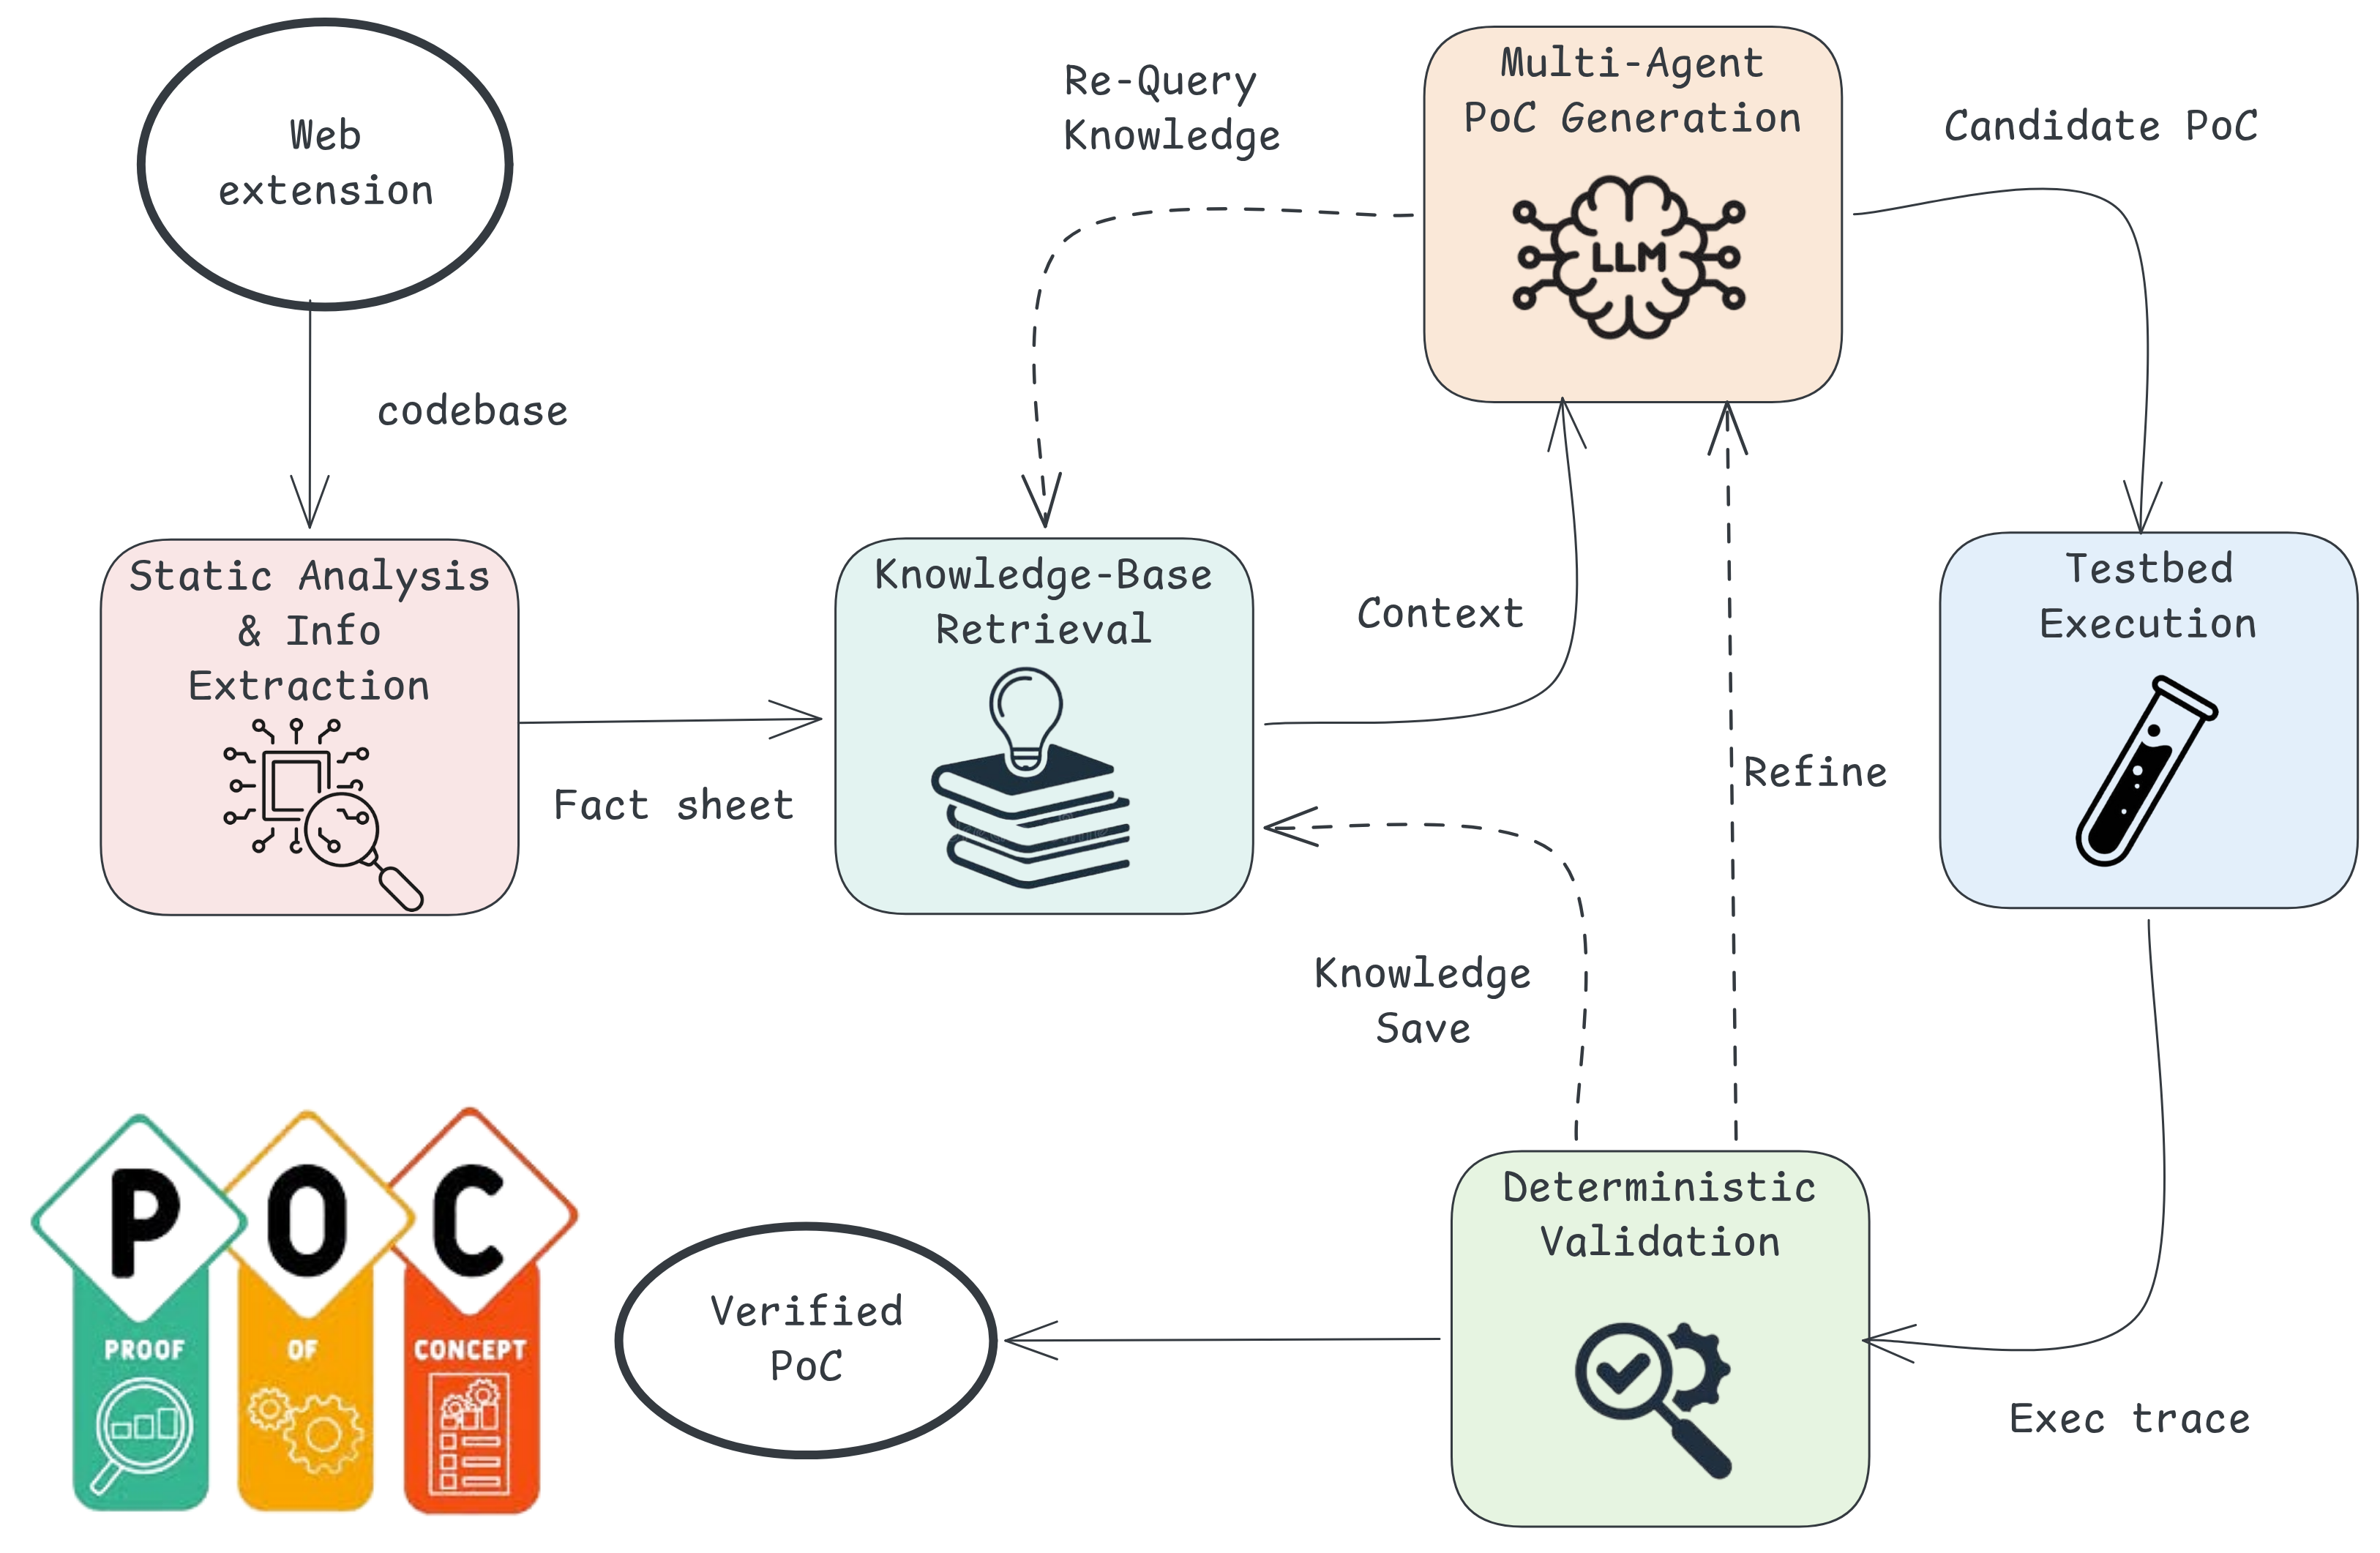 Web
extension
codebase
Static Analysis
& Info
Extraction
Fact sheet
Knowledge-Base
Retrieval
Re-Query
Knowledge
Multi-Agent
PoC Generation
LLM
Context
Candidate PoC
Testbed
Execution
Refine
Knowledge
Save
Exec trace
Deterministic
Validation
Verified
PoC
P O C
PROOF OF CONCEPT